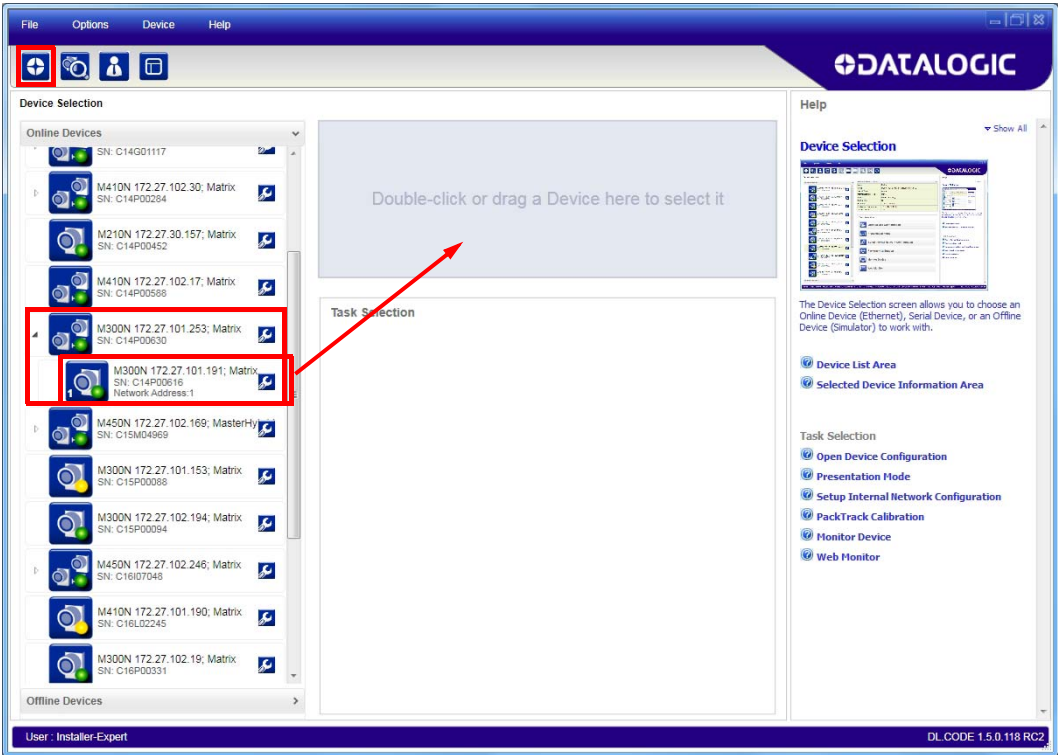 File Options Device Help
DATALOGIC
Device Selection
Online Devices
SN: C14G01117
M410N 172.27.102.30; Matrix
SN: C14P00284
M210N 172.27.30.157; Matrix
SN: C14P00452
M410N 172.27.102.17; Matrix
SN: C14P00588
M300N 172.27.101.253; Matrix
SN: C14P00630
M300N 172.27.101.191; Matrix
SN: C14P00616
Network Address:1
1
M450N 172.27.102.169; MasterHy
SN: C15M04969
M300N 172.27.101.153; Matrix
SN: C15P00088
M300N 172.27.102.194; Matrix
SN: C15P00094
M450N 172.27.102.246; Matrix
SN: C16I07048
M410N 172.27.101.190; Matrix
SN: C16L02245
M300N 172.27.102.19; Matrix
SN: C16P00331
Offline Devices
Double-click or drag a Device here to select it
Task Selection
Help
Show All
Device Selection
The Device Selection screen allows you to choose an
Online Device (Ethernet), Serial Device, or an Offline
Device (Simulator) to work with.
Device List Area
Selected Device Information Area
Task Selection
Open Device Configuration
Presentation Mode
Setup Internal Network Configuration
PackTrack Calibration
Monitor Device
Web Monitor
User : Installer-Expert
DL.CODE 1.5.0.118 RC2